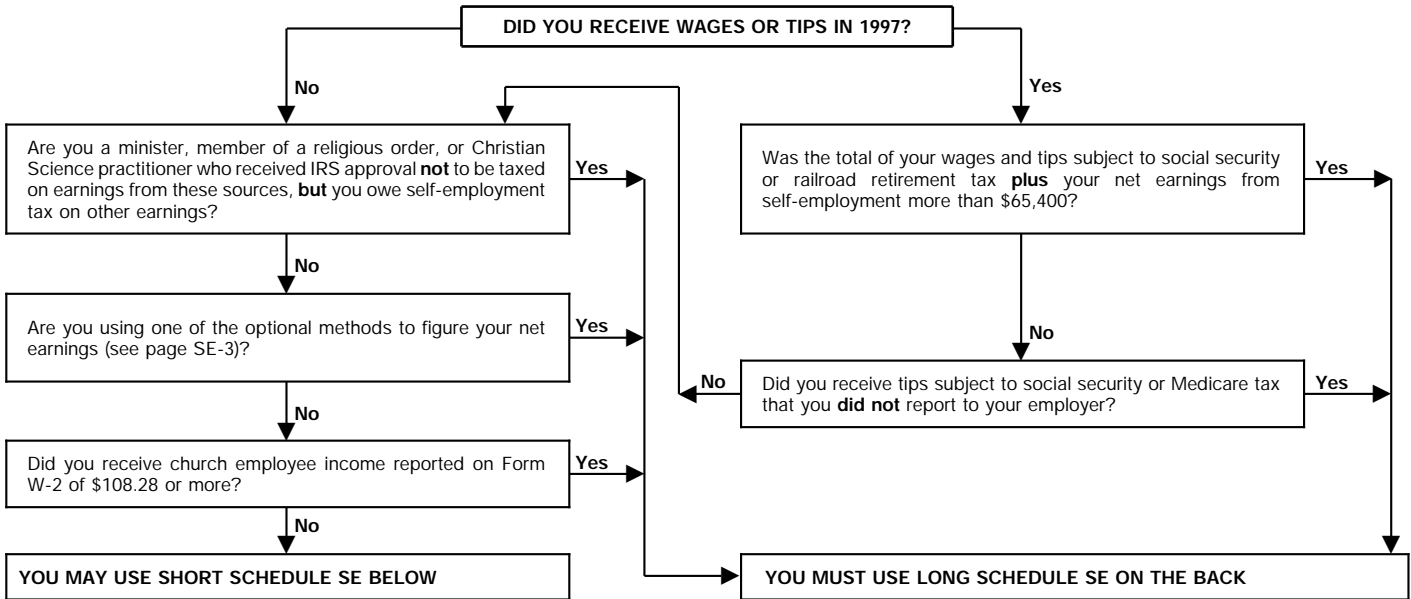 DID YOU RECEIVE WAGES OR TIPS IN 1997?
No
Yes
Are you a minister, member of a religious order, or Christian
Science practitioner who received IRS approval not to be taxed
on earnings from these sources, but you owe self-employment
tax on other earnings?
Yes
Was the total of your wages and tips subject to social security
or railroad retirement tax plus your net earnings from
self-employment more than $65,400?
Yes
No
Are you using one of the optional methods to figure your net
earnings (see page SE-3)?
Yes
No
No
Did you receive tips subject to social security or Medicare tax
that you did not report to your employer?
Yes
No
Did you receive church employee income reported on Form
W-2 of $108.28 or more?
Yes
No
YOU MAY USE SHORT SCHEDULE SE BELOW
YOU MUST USE LONG SCHEDULE SE ON THE BACK